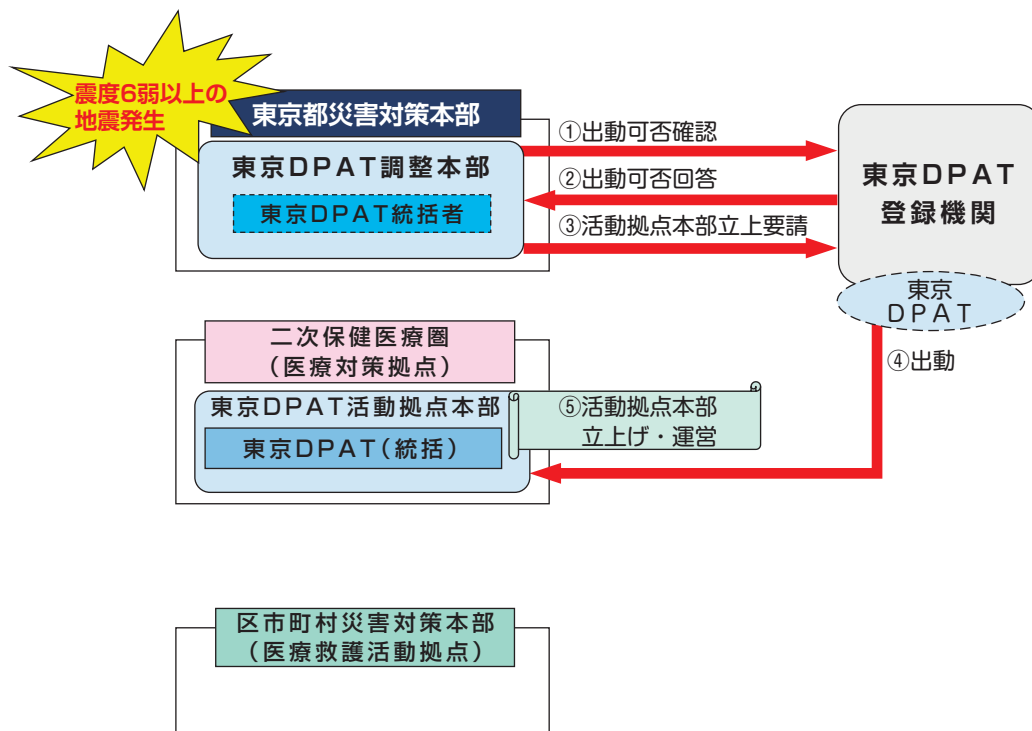 震度6弱以上の
地震発生
東京都災害対策本部
東京DPAT調整本部
東京DPAT統括者
①出動可否確認
②出動可否回答
③活動拠点本部立上要請
東京DPAT
登録機関
東京
DPAT
④出動
二次保健医療圏
（医療対策拠点）
東京DPAT活動拠点本部
東京DPAT(統括)
⑤活動拠点本部
立上げ・運営
区市町村災害対策本部
（医療救護活動拠点）